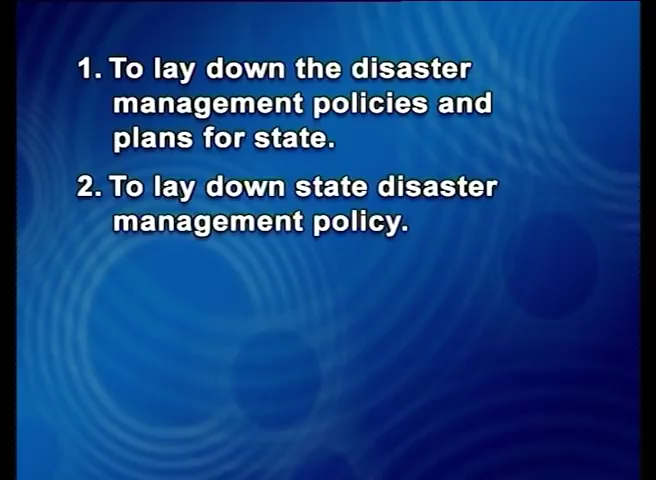 1. To lay down the disaster
management policies and
plans for state.
2. To lay down state disaster
management policy.